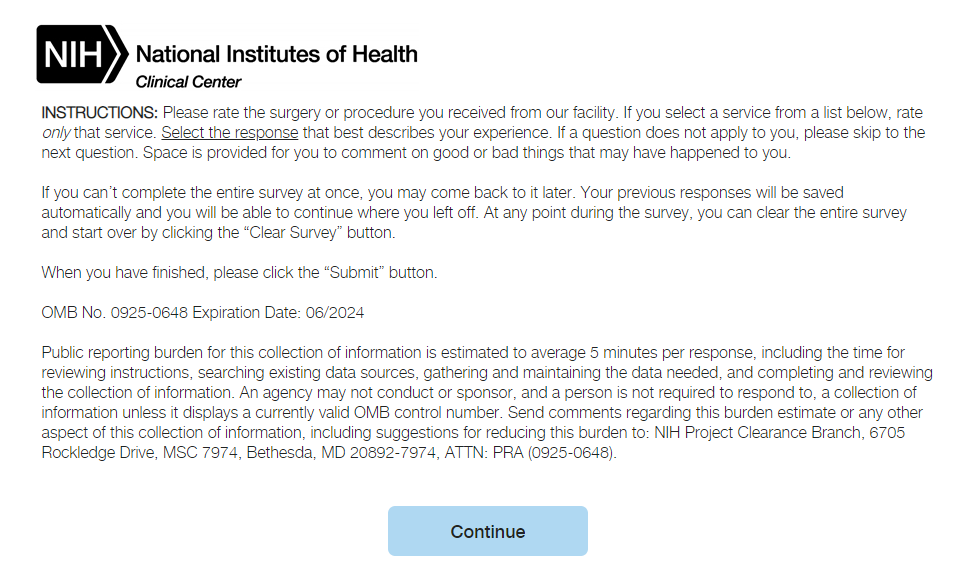 NIH National Institutes of Health
Clinical Center
INSTRUCTIONS: Please rate the surgery or procedure you received from our facility. If you select a service from a list below, rate
only that service. Select the response that best describes your experience. If a question does not apply to you, please skip to the
next question. Space is provided for you to comment on good or bad things that may have happened to you.
If you can’t complete the entire survey at once, you may come back to it later. Your previous responses will be saved
automatically and you will be able to continue where you left off. At any point during the survey, you can clear the entire survey
and start over by clicking the “Clear Survey” button.
When you have finished, please click the “Submit” button.
OMB No. 0925-0648 Expiration Date: 06/2024
Public reporting burden for this collection of information is estimated to average 5 minutes per response, including the time for
reviewing instructions, searching existing data sources, gathering and maintaining the data needed, and completing and reviewing
the collection of information. An agency may not conduct or sponsor, and a person is not required to respond to, a collection of
information unless it displays a currently valid OMB control number. Send comments regarding this burden estimate or any other
aspect of this collection of information, including suggestions for reducing this burden to: NIH Project Clearance Branch, 6705
Rockledge Drive, MSC 7974, Bethesda, MD 20892-7974, ATTN: PRA (0925-0648).
Continue